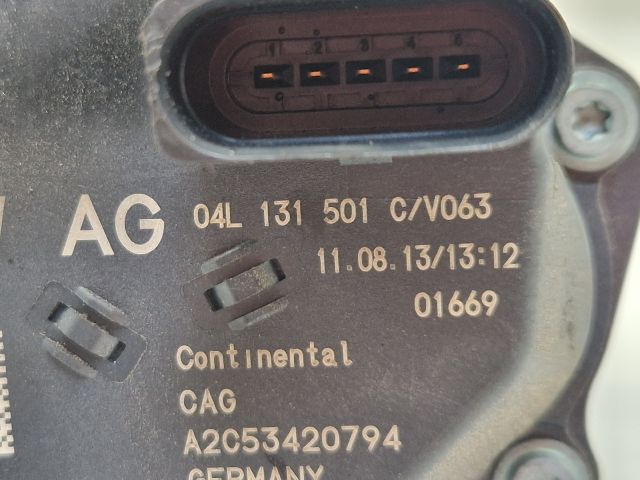 1 2 3 4 5
AG 04L 131 501 C/V063
11.08.13/13:12
01669
Continental
CAG
A2C53420794
GERMANY